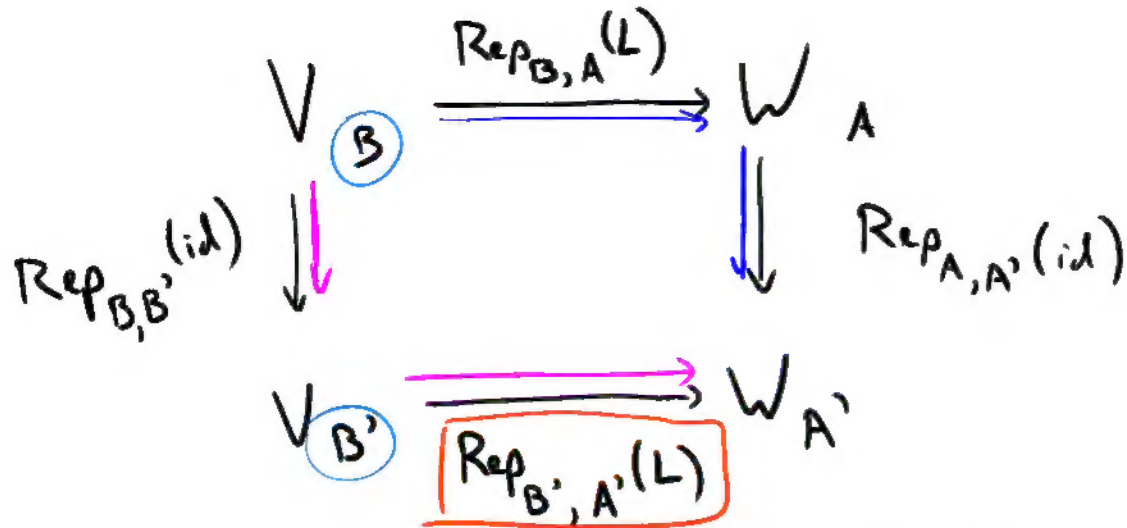 Rep_{B,A}(L)
V_B W_A
Rep_{B,B'}(id) Rep_{A,A'}(id)
V_{B'} W_{A'}
Rep_{B',A'}(L)